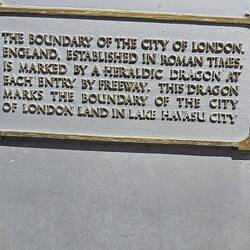 THE BOUNDARY OF THE CITY OF LONDON,
ENGLAND, ESTABLISHED IN ROMAN TIMES,
IS MARKED BY A HERALDIC DRAGON AT
EACH ENTRY BY FREEWAY. THIS DRAGON
MARKS THE BOUNDARY OF THE CITY
OF LONDON LAND IN LAKE HAVASU CITY